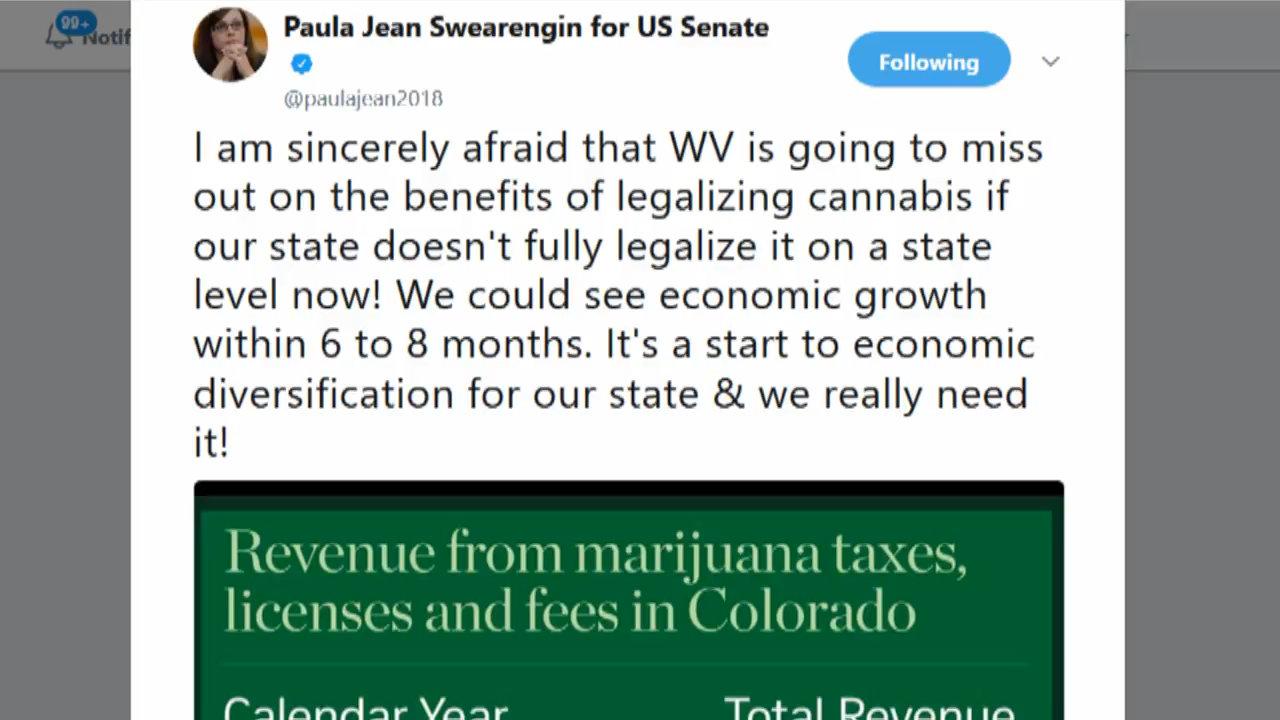 99+
Notif
Paula Jean Swearengin for US Senate
@paulajean2018
Following
I am sincerely afraid that WV is going to miss
out on the benefits of legalizing cannabis if
our state doesn't fully legalize it on a state
level now! We could see economic growth
within 6 to 8 months. It's a start to economic
diversification for our state & we really need
it!
Revenue from marijuana taxes,
licenses and fees in Colorado
Calendar Year Total Revenue